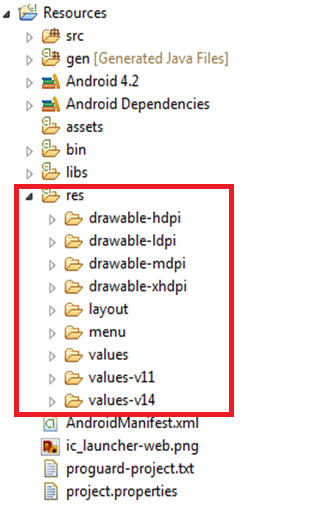 Resources
src
gen [Generated Java Files]
Android 4.2
Android Dependencies
assets
bin
libs
res
drawable-hdpi
drawable-ldpi
drawable-mdpi
drawable-xhdpi
layout
menu
values
values-v11
values-v14
AndroidManifest.xml
ic_launcher-web.png
proguard-project.txt
project.properties